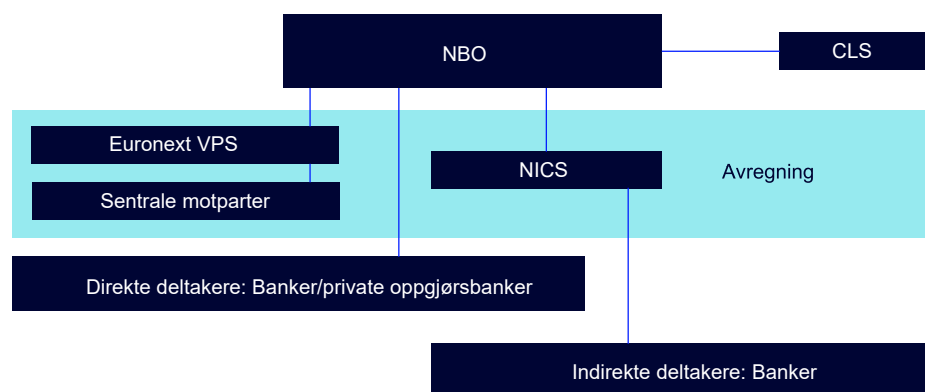 NBO
CLS
Euronext VPS
NICS
Avregning
Sentrale motparter
Direkte deltakere: Banker/private oppgjørsbanker
Indirekte deltakere: Banker